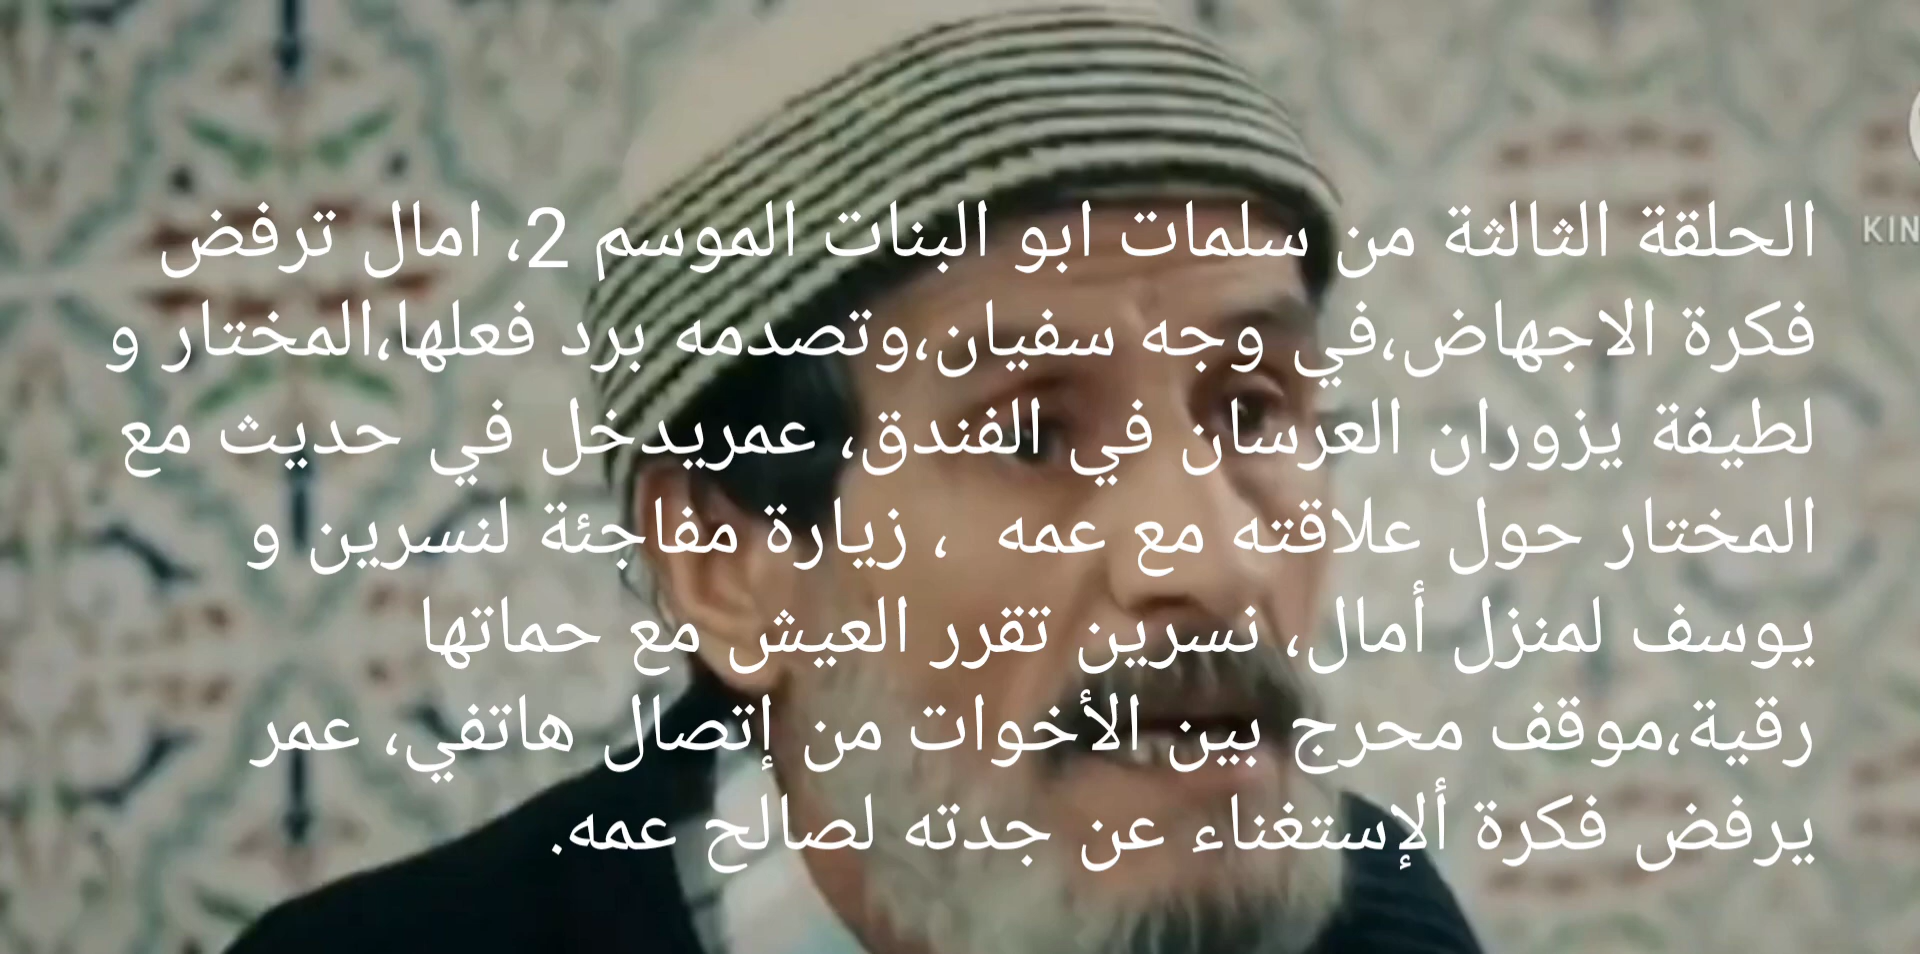 الحلقة الثالثة من سلمات ابو البنات الموسم 2، امال ترفض
فكرة الاجهاض،في وجه سفيان،وتصدمه برد فعلها،المختار و
لطيفة يزوران العرسان في الفندق، عمريدخل في حديث مع
المختار حول علاقته مع عمه  ، زيارة مفاجئة لنسرين و
يوسف لمنزل أمال، نسرين تقرر العيش مع حماتها
رقية،موقف محرج بين الأخوات من إتصال هاتفي، عمر
يرفض فكرة ألإستغناء عن جدته لصالح عمه.
KIN